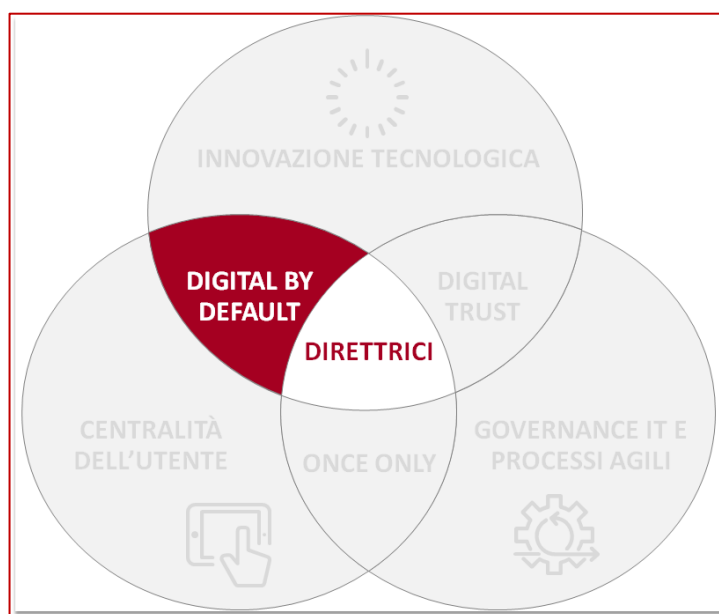 INNOVAZIONE TECNOLOGICA
DIGITAL BY
DEFAULT
DIGITAL
TRUST
DIRETTRICI
CENTRALITÀ
DELL'UTENTE
ONCE ONLY
GOVERNANCE IT E
PROCESSI AGILI